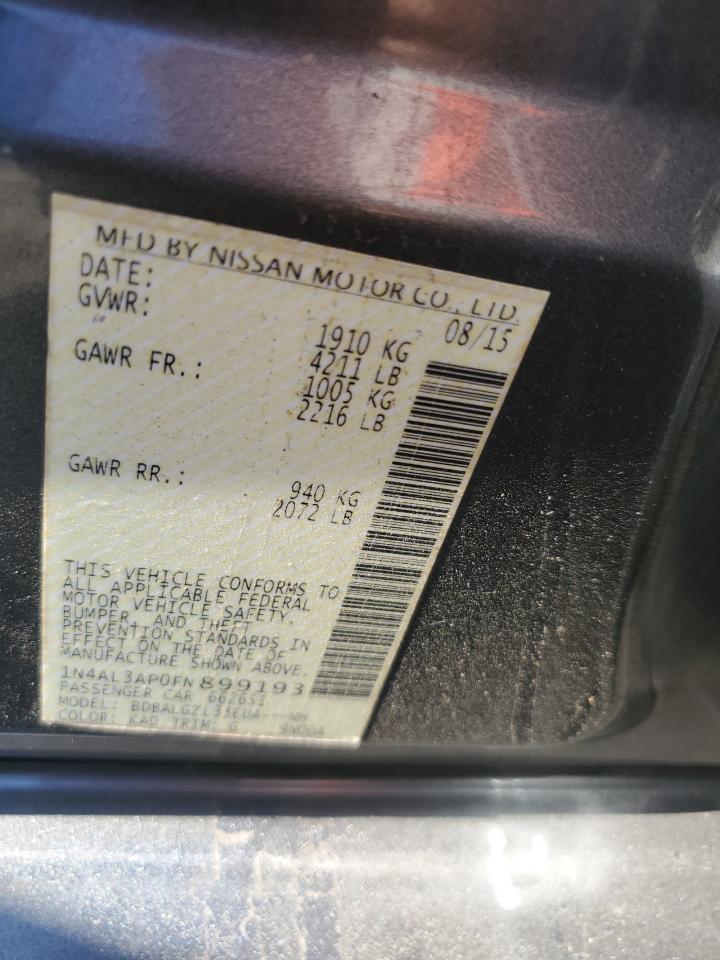 MFD BY NISSAN MOTOR CO., LTD.
DATE: 08/15
GVWR: 1910 KG
4211 LB
GAWR FR.: 1005 KG
2216 LB
GAWR RR.: 940 KG
2072 LB
THIS VEHICLE CONFORMS TO
ALL APPLICABLE FEDERAL
MOTOR VEHICLE SAFETY,
BUMPER, AND THEFT
PREVENTION STANDARDS IN
EFFECT ON THE DATE OF
MANUFACTURE SHOWN ABOVE.
1N4AL3AP0FN899193
PASSENGER CAR 6626SI
MODEL: BDBALGZL33EUA----NH
COLOR: KAD TRIM: G